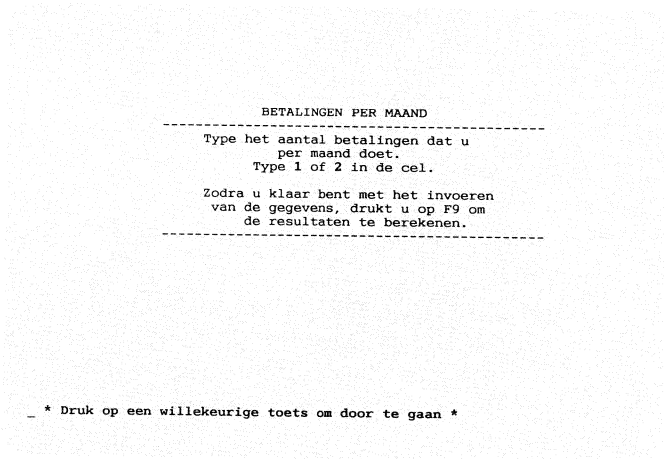 BETALINGEN PER MAAND
-----------------------------------------------
Type het aantal betalingen dat u
per maand doet.
Type 1 of 2 in de cel.
Zodra u klaar bent met het invoeren
van de gegevens, drukt u op F9 om
de resultaten te berekenen.
-----------------------------------------------
_ * Druk op een willekeurige toets om door te gaan *